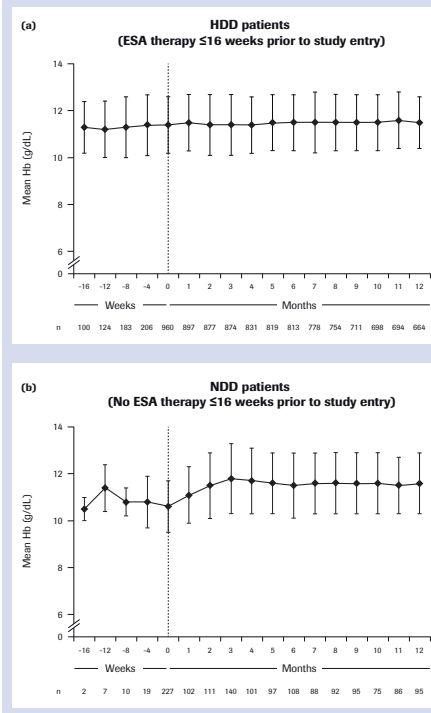 (a)
HDD patients
(ESA therapy ≤16 weeks prior to study entry)
Mean Hb (g/dL)
14
12
10
8
6
0
-16 -12 -8 -4 0 1 2 3 4 5 6 7 8 9 10 11 12
Weeks Months
n 100 124 183 206 960 897 877 874 831 819 813 778 754 711 698 694 664
(b)
NDD patients
(No ESA therapy ≤16 weeks prior to study entry)
Mean Hb (g/dL)
14
12
10
8
6
0
-16 -12 -8 -4 0 1 2 3 4 5 6 7 8 9 10 11 12
Weeks Months
n 2 7 10 19 227 102 111 140 101 97 108 88 92 95 75 86 95